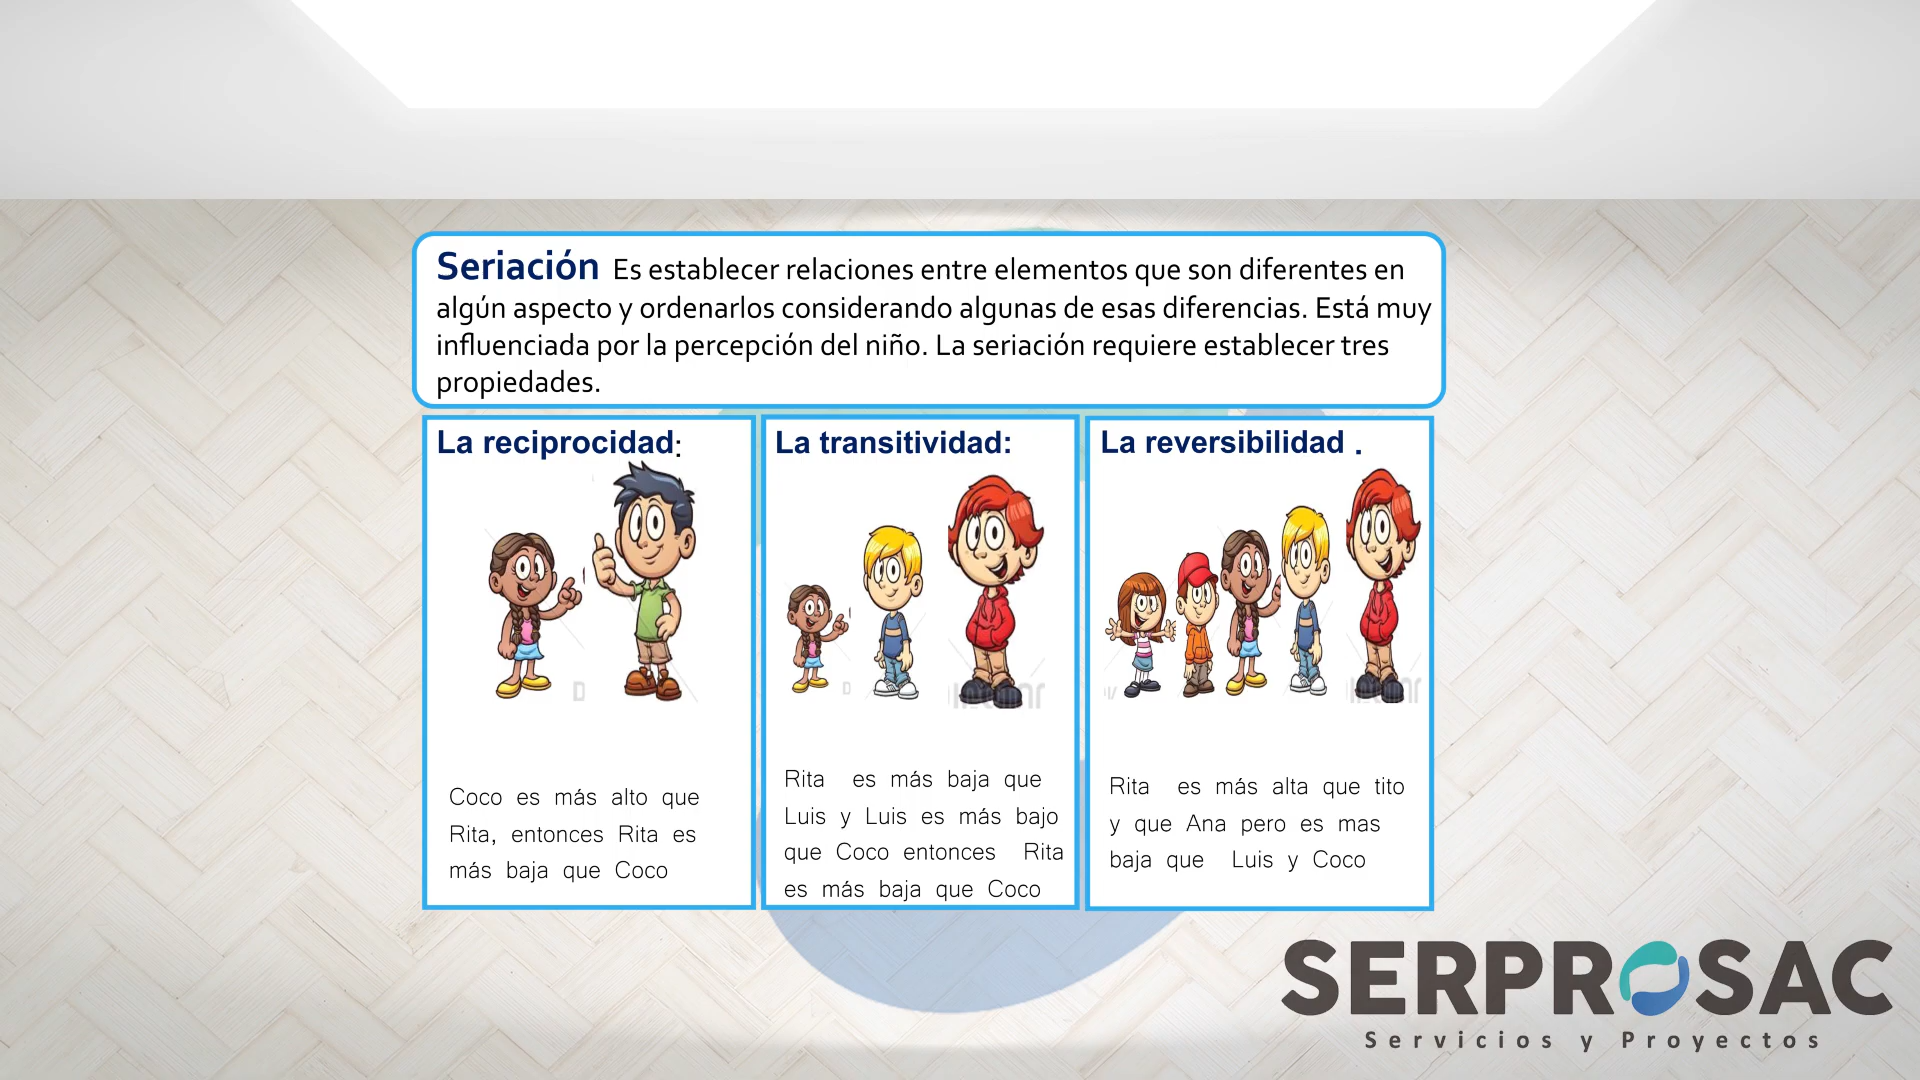 Seriación Es establecer relaciones entre elementos que son diferentes en
algún aspecto y ordenarlos considerando algunas de esas diferencias. Está muy
influenciada por la percepción del niño. La seriación requiere establecer tres
propiedades.
La reciprocidad:
Coco es más alto que
Rita, entonces Rita es
más baja que Coco
La transitividad:
Rita es más baja que
Luis y Luis es más bajo
que Coco entonces Rita
es más baja que Coco
La reversibilidad .
Rita es más alta que tito
y que Ana pero es mas
baja que Luis y Coco
SERPROSAC
Servicios y Proyectos